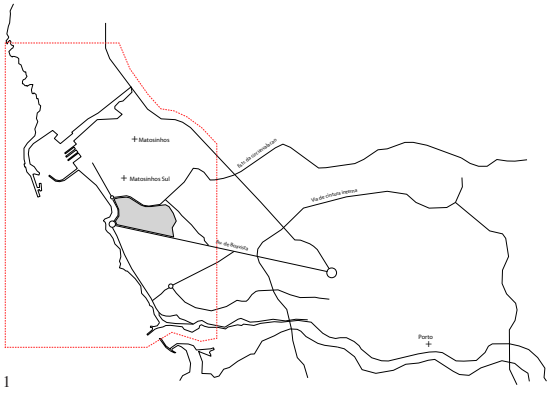 Matosinhos
Matosinhos Sul
Via de cintura interna
Av. da Boavista
Porto
1